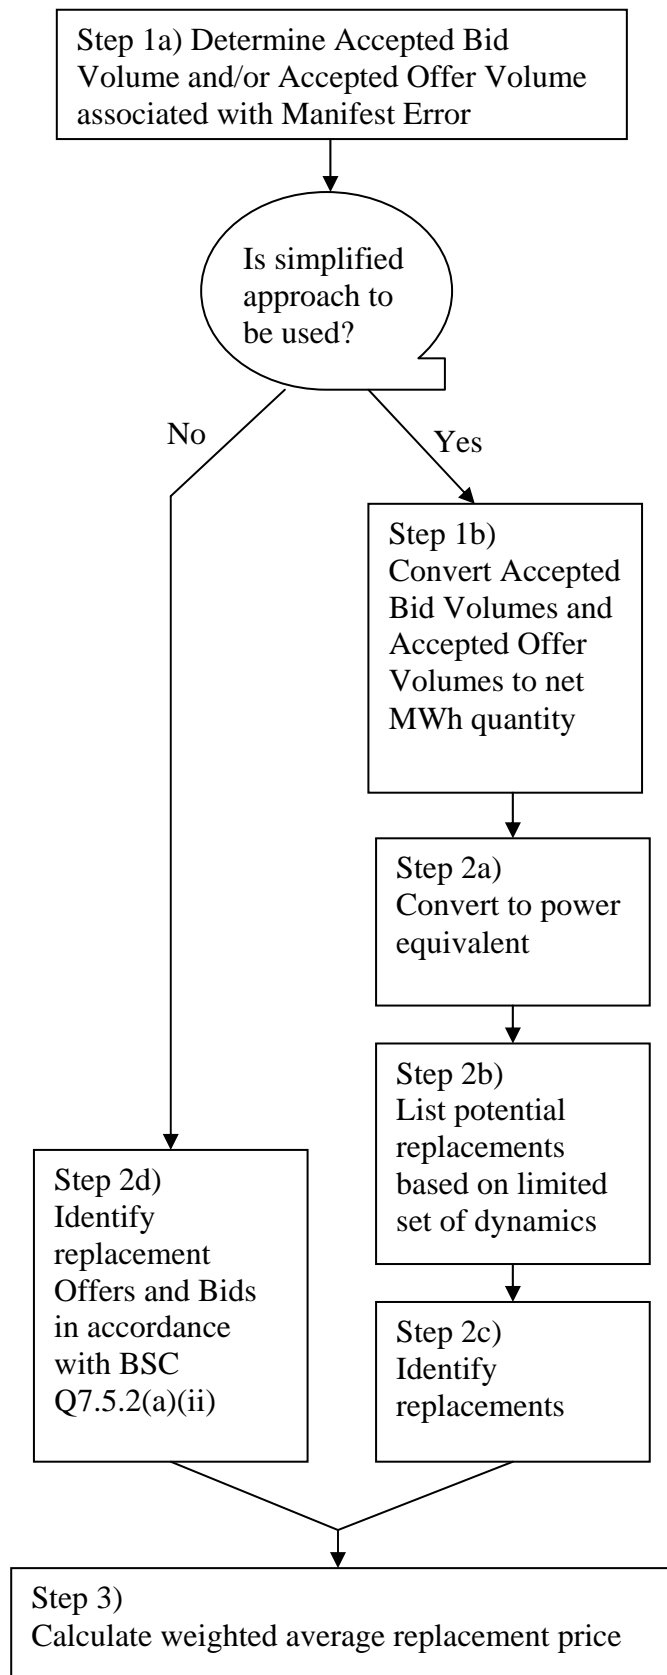 Step 1a) Determine Accepted Bid
Volume and/or Accepted Offer Volume
associated with Manifest Error
Is simplified
approach to
be used?
No
Yes
Step 1b)
Convert Accepted
Bid Volumes and
Accepted Offer
Volumes to net
MWh quantity
Step 2a)
Convert to power
equivalent
Step 2b)
List potential
replacements
based on limited
set of dynamics
Step 2d)
Identify
replacement
Offers and Bids
in accordance
with BSC
Q7.5.2(a)(ii)
Step 2c)
Identify
replacements
Step 3)
Calculate weighted average replacement price